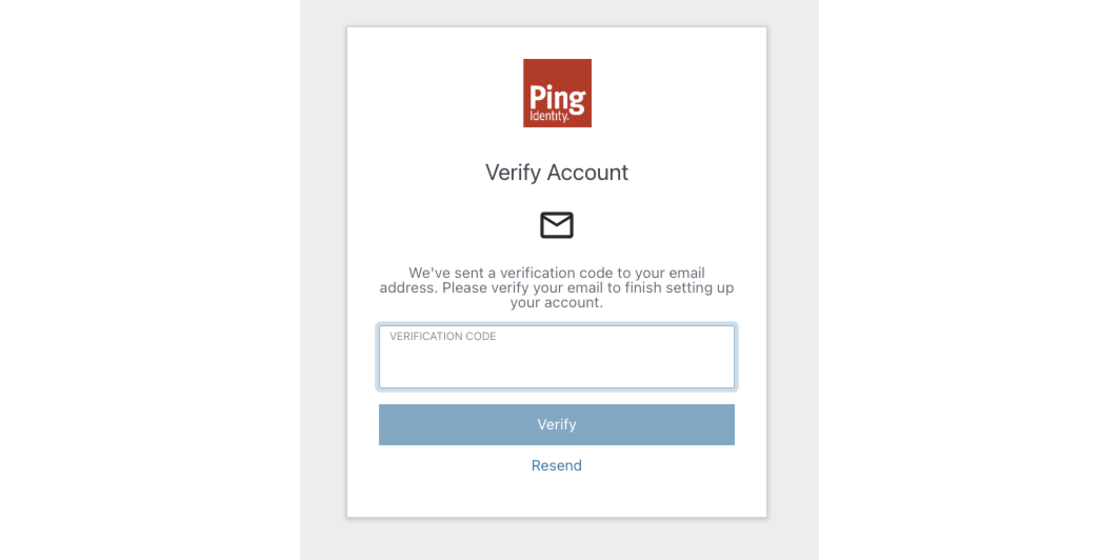 Ping
Identity.
Verify Account
We've sent a verification code to your email
address. Please verify your email to finish setting up
your account.
VERIFICATION CODE
Verify
Resend